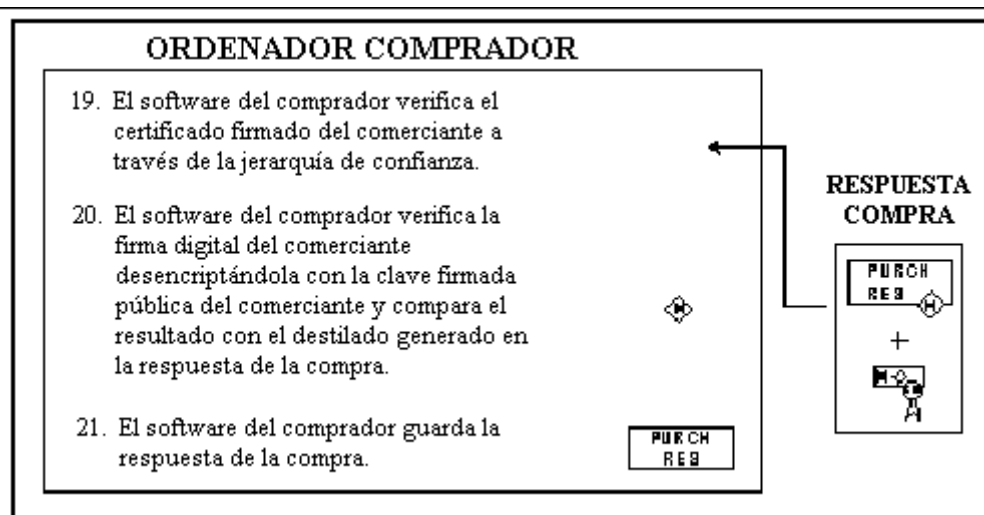 ORDENADOR COMPRADOR
19. El software del comprador verifica el
certificado firmado del comerciante a
través de la jerarquía de confianza.
20. El software del comprador verifica la
firma digital del comerciante
desencriptándola con la clave firmada
pública del comerciante y compara el
resultado con el destilado generado en
la respuesta de la compra.
21. El software del comprador guarda la
respuesta de la compra.
PURCH
RES
RESPUESTA
COMPRA
PURCH
RES
+